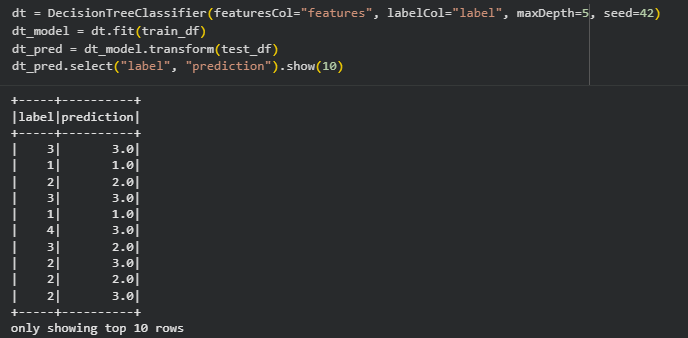 dt = DecisionTreeClassifier(featuresCol="features", labelCol="label", maxDepth=5, seed=42)
dt_model = dt.fit(train_df)
dt_pred = dt_model.transform(test_df)
dt_pred.select("label", "prediction").show(10)
+-----+----------+
|label|prediction|
+-----+----------+
|    3|       3.0|
|    1|       1.0|
|    2|       2.0|
|    3|       3.0|
|    1|       1.0|
|    4|       3.0|
|    3|       2.0|
|    2|       3.0|
|    2|       2.0|
|    2|       3.0|
+-----+----------+
only showing top 10 rows